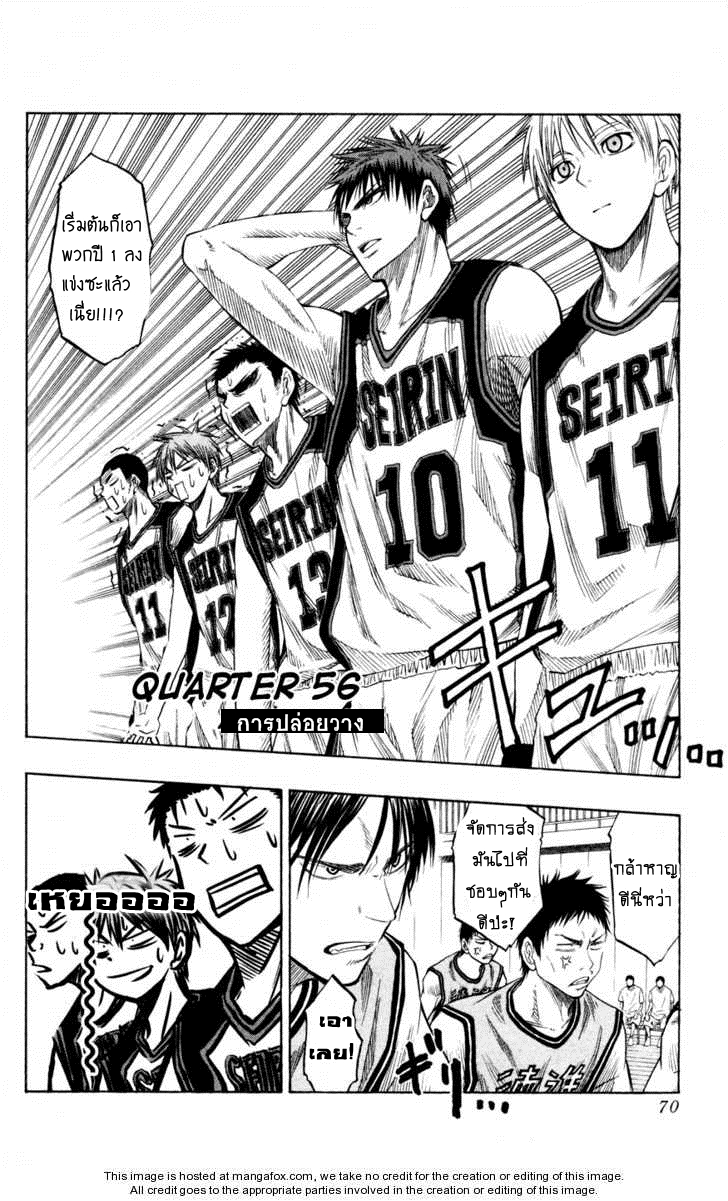 เริ่มต้นก็เอา
พวกปี 1 ลง
แข่งซะแล้ว
เนี่ย!!!?
SEIRIN
11
SEIRIN
10
SEIRIN
13
12
SEIRIN
11
QUARTER 56
การปล่อยวาง
กล้าหาญ
ดีนี่หว่า
จัดการส่ง
มันไปที่
ชอบๆกัน
ดีปะ!
เอา
เลย!
เหยออออ
70
This image is hosted at mangafox.com, we take no credit for the creation or editing of this image.
All credit goes to the appropriate parties involved in the creation or editing of this image.